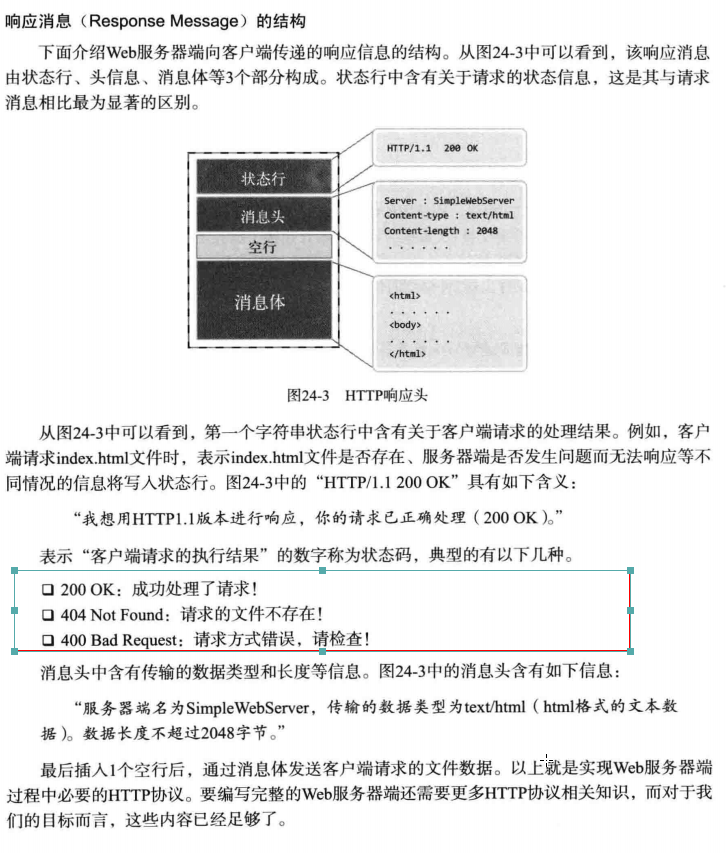 响应消息（Response Message）的结构
下面介绍Web服务器端向客户端传递的响应信息的结构。从图24-3中可以看到，该响应消息
由状态行、头信息、消息体等3个部分构成。状态行中含有关于请求的状态信息，这是其与请求
消息相比最为显著的区别。
状态行
消息头
空行
消息体
HTTP/1.1 200 OK
Server : SimpleWebServer
Content-type : text/html
Content-length : 2048
. . . . . .
<html>
. . . . . .
<body>
. . . . . .
</html>
图24-3 HTTP响应头
从图24-3中可以看到，第一个字符串状态行中含有关于客户端请求的处理结果。例如，客户
端请求index.html文件时，表示index.html文件是否存在、服务器端是否发生问题而无法响应等不
同情况的信息将写入状态行。图24-3中的“HTTP/1.1 200 OK”具有如下含义：
“我想用HTTP1.1版本进行响应，你的请求已正确处理（200 OK）。”
表示“客户端请求的执行结果”的数字称为状态码，典型的有以下几种。
❑ 200 OK：成功处理了请求！
❑ 404 Not Found：请求的文件不存在！
❑ 400 Bad Request：请求方式错误，请检查！
消息头中含有传输的数据类型和长度等信息。图24-3中的消息头含有如下信息：
“服务器端名为SimpleWebServer，传输的数据类型为text/html（html格式的文本数
据）。数据长度不超过2048字节。”
最后插入1个空行后，通过消息体发送客户端请求的文件数据。以上就是实现Web服务器端
过程中必要的HTTP协议。要编写完整的Web服务器端还需要更多HTTP协议相关知识，而对于我
们的目标而言，这些内容已经足够了。